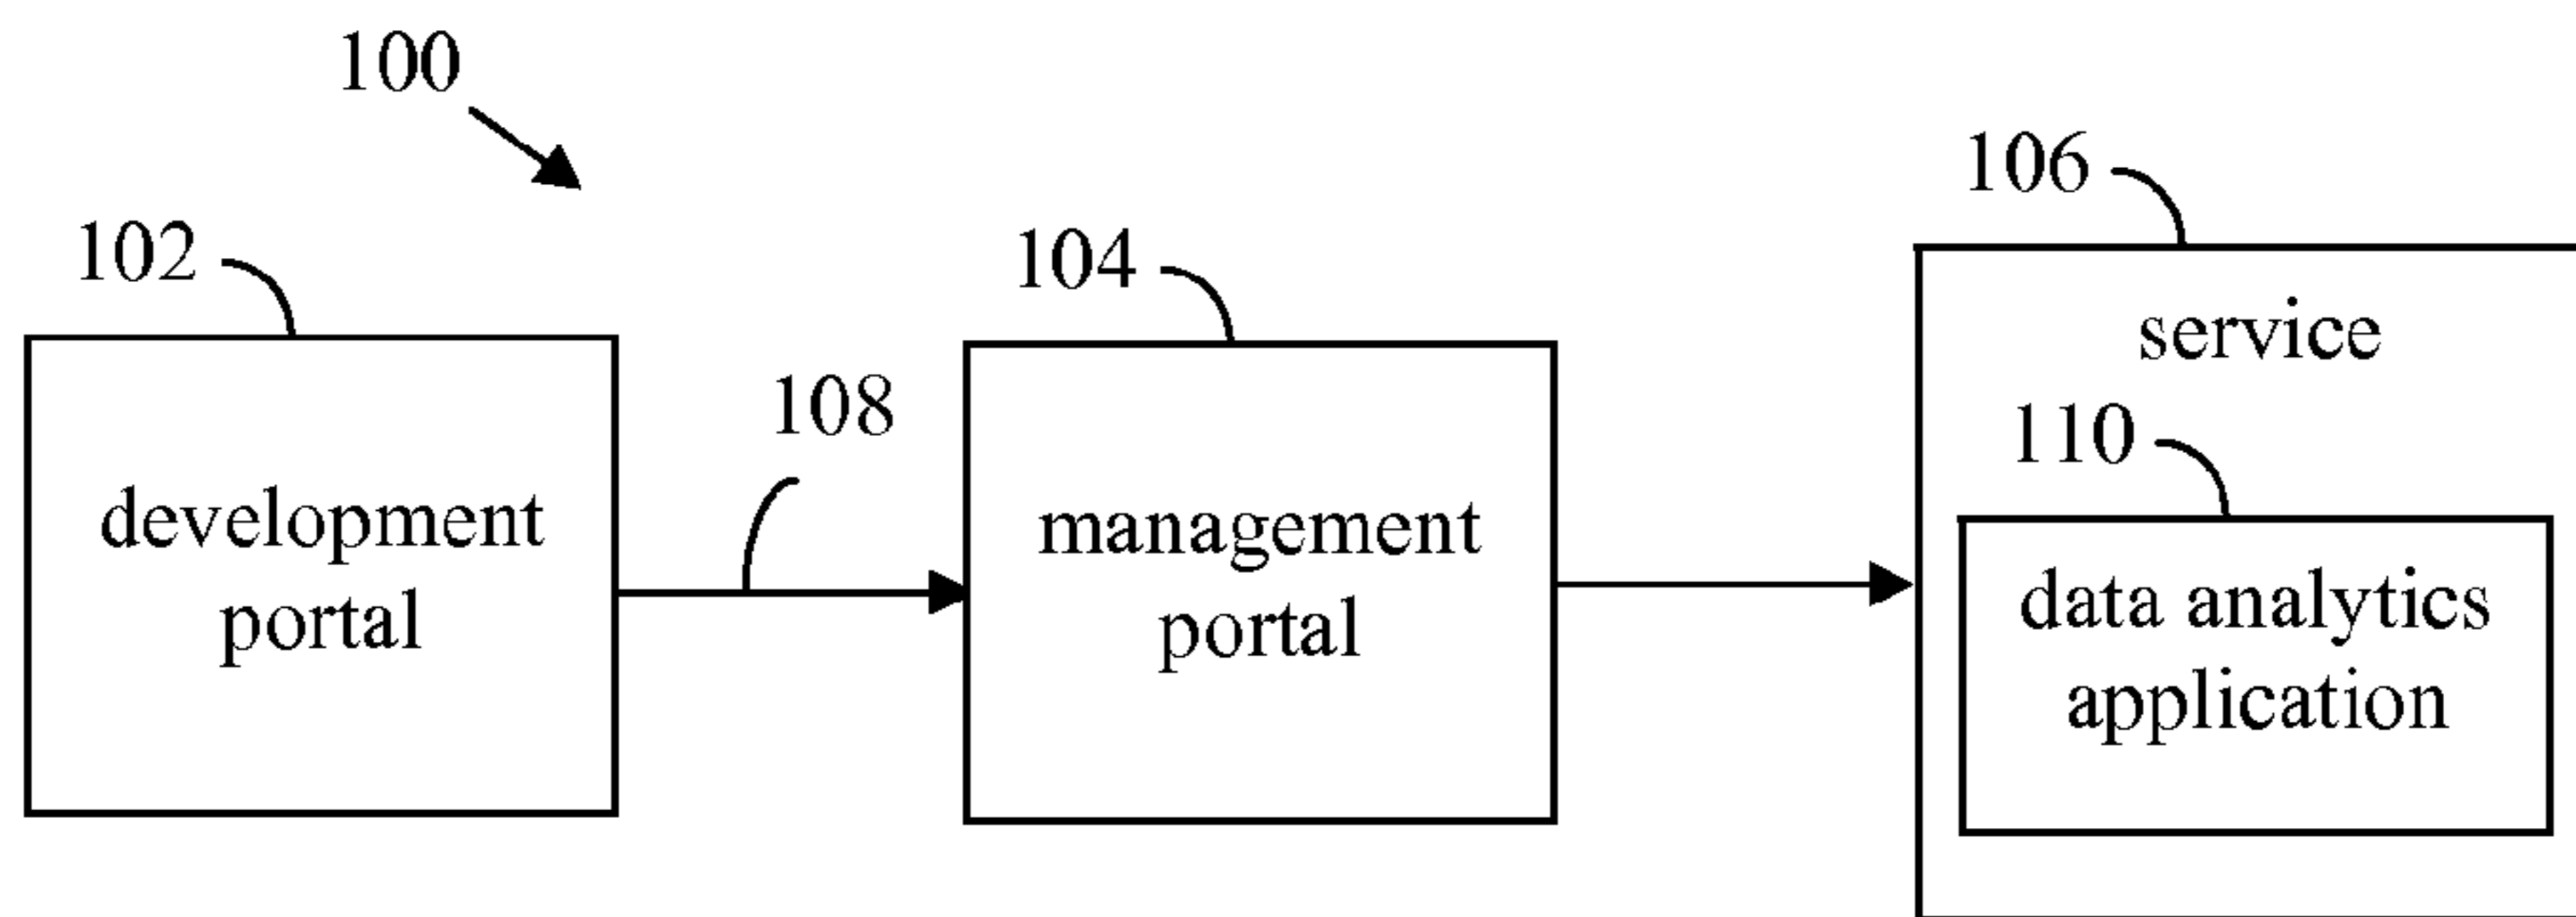 100
102
development
portal
108
104
management
portal
106
service
110
data analytics
application